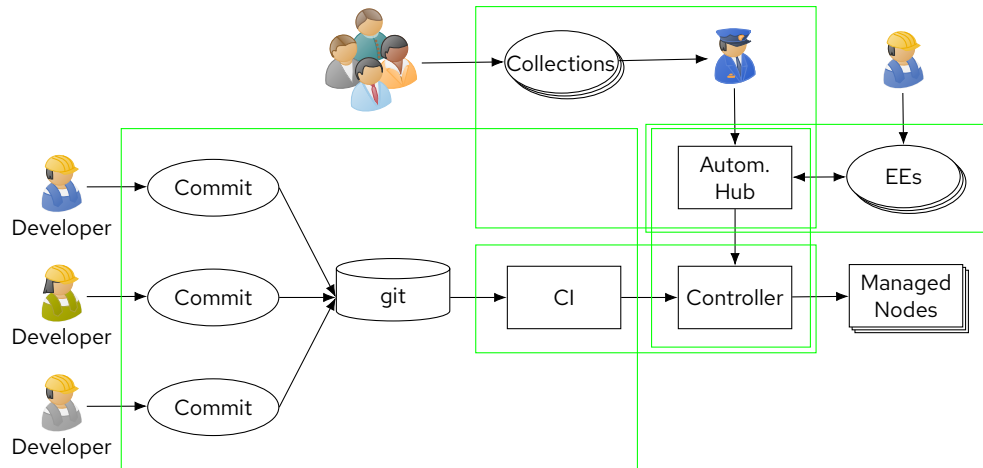 Collections
Commit
Developer
Autom.
Hub
EEs
Commit
Developer
git
CI
Controller
Managed
Nodes
Commit
Developer